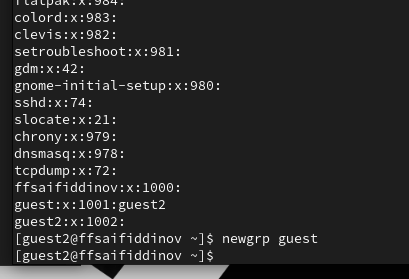 flatpak:x:984:
colord:x:983:
clevis:x:982:
setroubleshoot:x:981:
gdm:x:42:
gnome-initial-setup:x:980:
sshd:x:74:
slocate:x:21:
chrony:x:979:
dnsmasq:x:978:
tcpdump:x:72:
ffsaifiddinov:x:1000:
guest:x:1001:guest2
guest2:x:1002:
[guest2@ffsaifiddinov ~]$ newgrp guest
[guest2@ffsaifiddinov ~]$